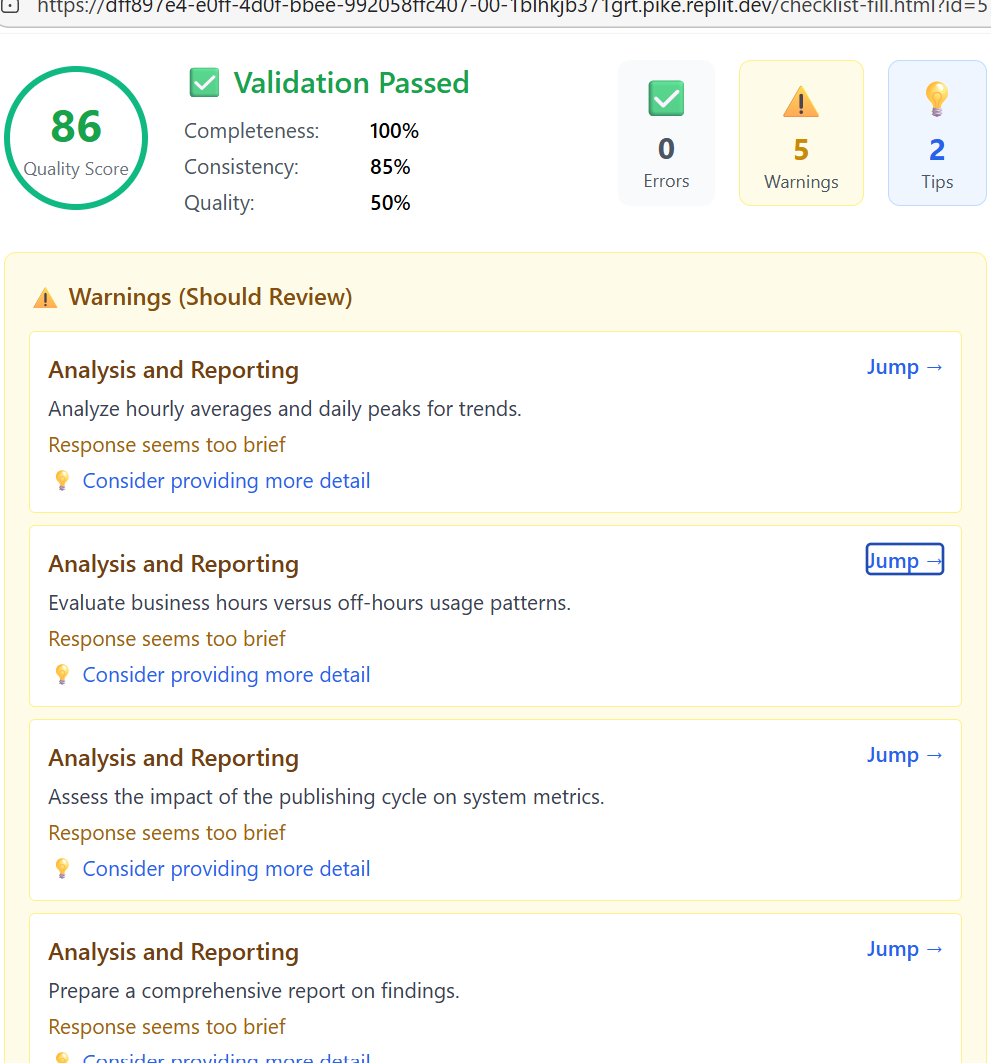 https://dff897e4-e0ff-4d0f-bbee-992058ffc407-00-1blhkjb371grt.pike.replit.dev/checklist-fill.html?id=5
86
Quality Score
Validation Passed
Completeness: 100%
Consistency: 85%
Quality: 50%
0
Errors
5
Warnings
2
Tips
Warnings (Should Review)
Analysis and Reporting
Jump →
Analyze hourly averages and daily peaks for trends.
Response seems too brief
Consider providing more detail
Analysis and Reporting
Jump →
Evaluate business hours versus off-hours usage patterns.
Response seems too brief
Consider providing more detail
Analysis and Reporting
Jump →
Assess the impact of the publishing cycle on system metrics.
Response seems too brief
Consider providing more detail
Analysis and Reporting
Jump →
Prepare a comprehensive report on findings.
Response seems too brief
Consider providing more detail